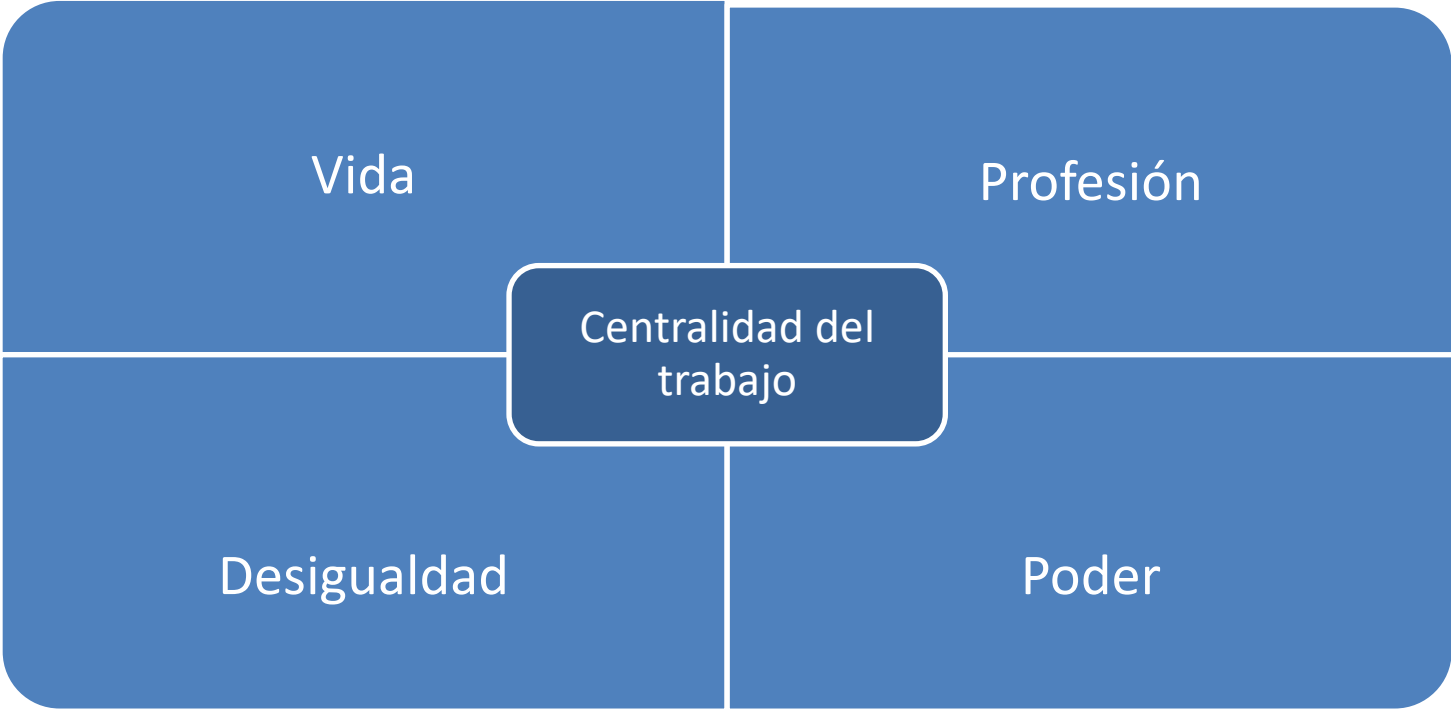 Vida
Profesión
Centralidad del
trabajo
Desigualdad
Poder